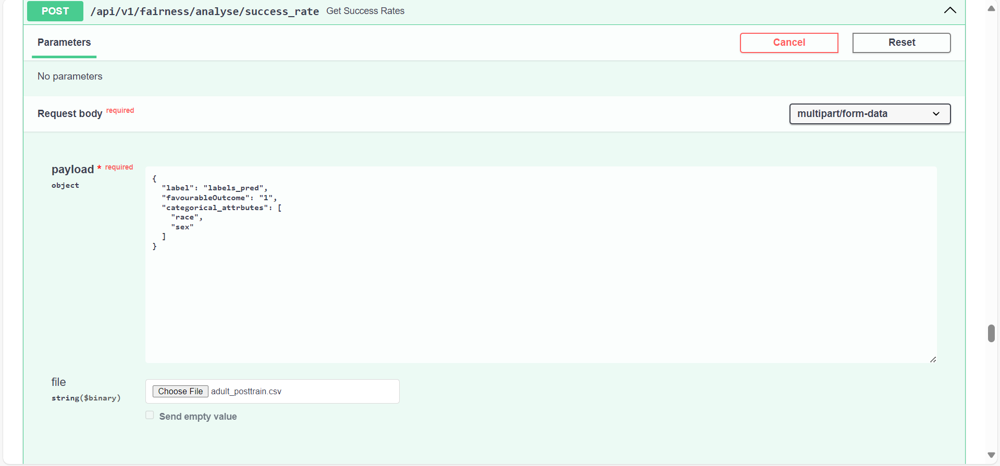 POST /api/v1/fairness/analyse/success_rate Get Success Rates
Parameters Cancel Reset
No parameters
Request body required multipart/form-data
payload * required
object
{
  "label": "labels_pred",
  "favourableOutcome": "1",
  "categorical_attrbutes": [
    "race",
    "sex"
  ]
}
file
string($binary)
Choose File adult_posttrain.csv
Send empty value